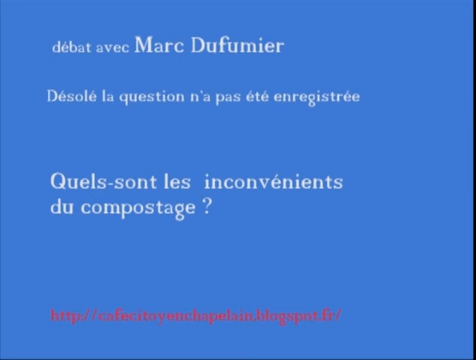 débat avec Marc Dufumier
Désolé la question n'a pas été enregistrée
Quels-sont les inconvénients
du compostage ?
http://cafecitoyenchapelain.blogspot.fr/